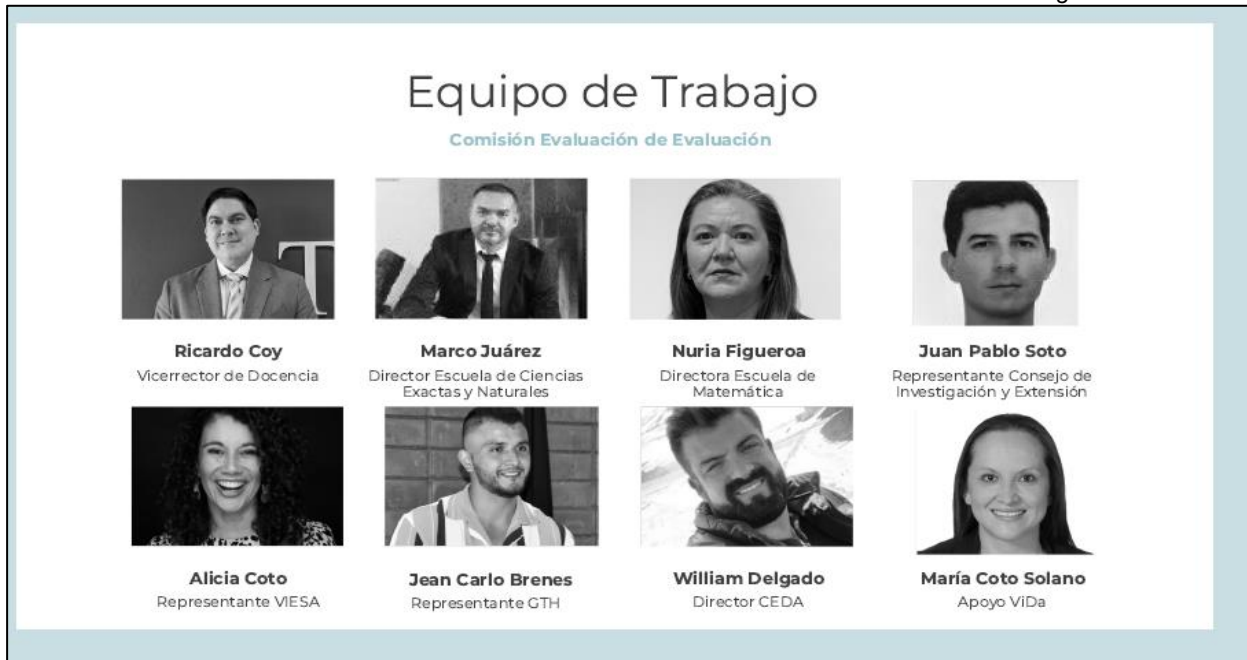 Equipo de Trabajo
Comisión Evaluación de Evaluación
Ricardo Coy
Vicerrector de Docencia
Marco Juárez
Director Escuela de Ciencias
Exactas y Naturales
Nuria Figueroa
Directora Escuela de
Matemática
Juan Pablo Soto
Representante Consejo de
Investigación y Extensión
Alicia Coto
Representante VIESA
Jean Carlo Brenes
Representante GTH
William Delgado
Director CEDA
María Coto Solano
Apoyo ViDa